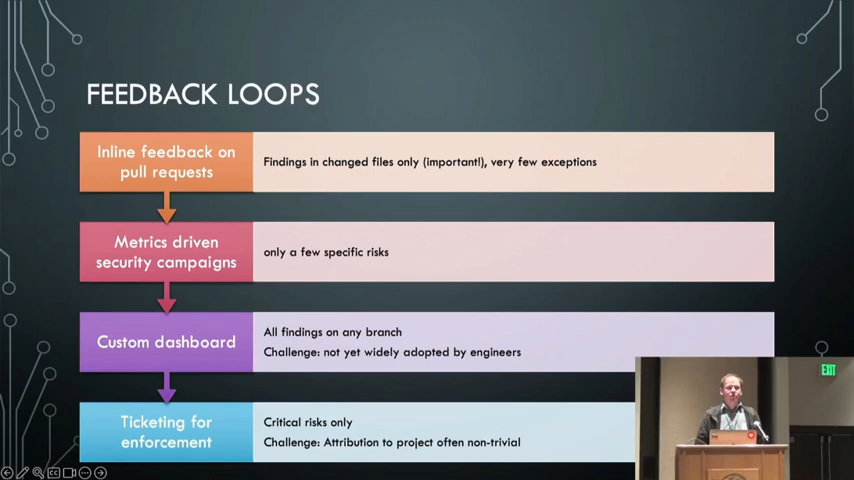 FEEDBACK LOOPS
Inline feedback on
pull requests
Findings in changed files only (important!), very few exceptions
Metrics driven
security campaigns
only a few specific risks
Custom dashboard
All findings on any branch
Challenge: not yet widely adopted by engineers
Ticketing for
enforcement
Critical risks only
Challenge: Attribution to project often non-trivial
EXIT